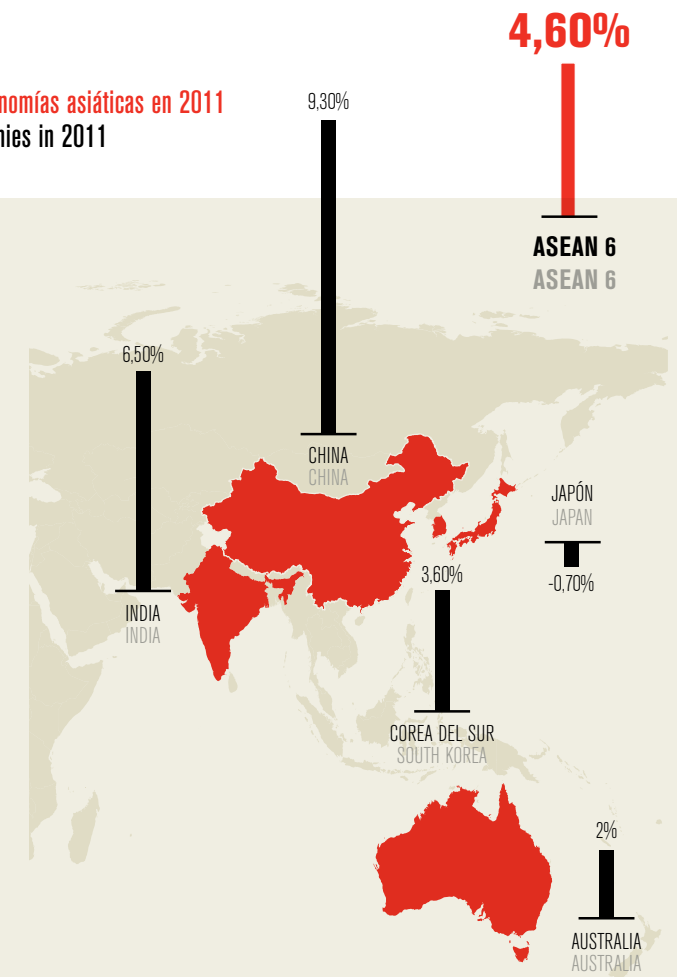 4,60%
nomías asiáticas en 2011
nies in 2011
9,30%
ASEAN 6
ASEAN 6
6,50%
CHINA
CHINA
JAPÓN
JAPAN
-0,70%
3,60%
INDIA
INDIA
COREA DEL SUR
SOUTH KOREA
2%
AUSTRALIA
AUSTRALIA